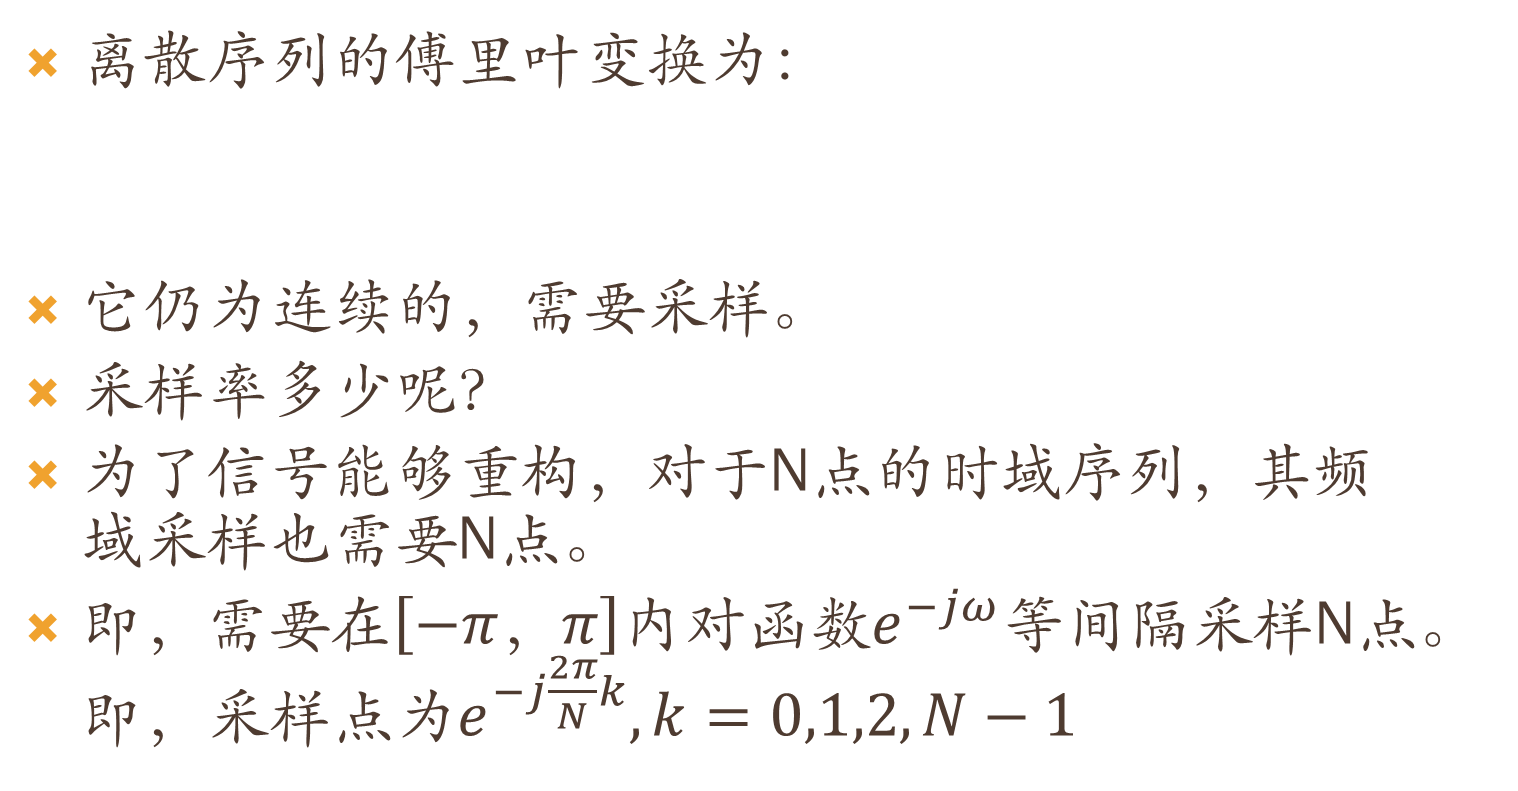 离散序列的傅里叶变换为：
它仍为连续的，需要采样。
采样率多少呢？
为了信号能够重构，对于N点的时域序列，其频
域采样也需要N点。
即，需要在[−π，π]内对函数e^{−jω}等间隔采样N点。
即，采样点为e^{−j\frac{2π}{N}k},k = 0,1,2,N − 1